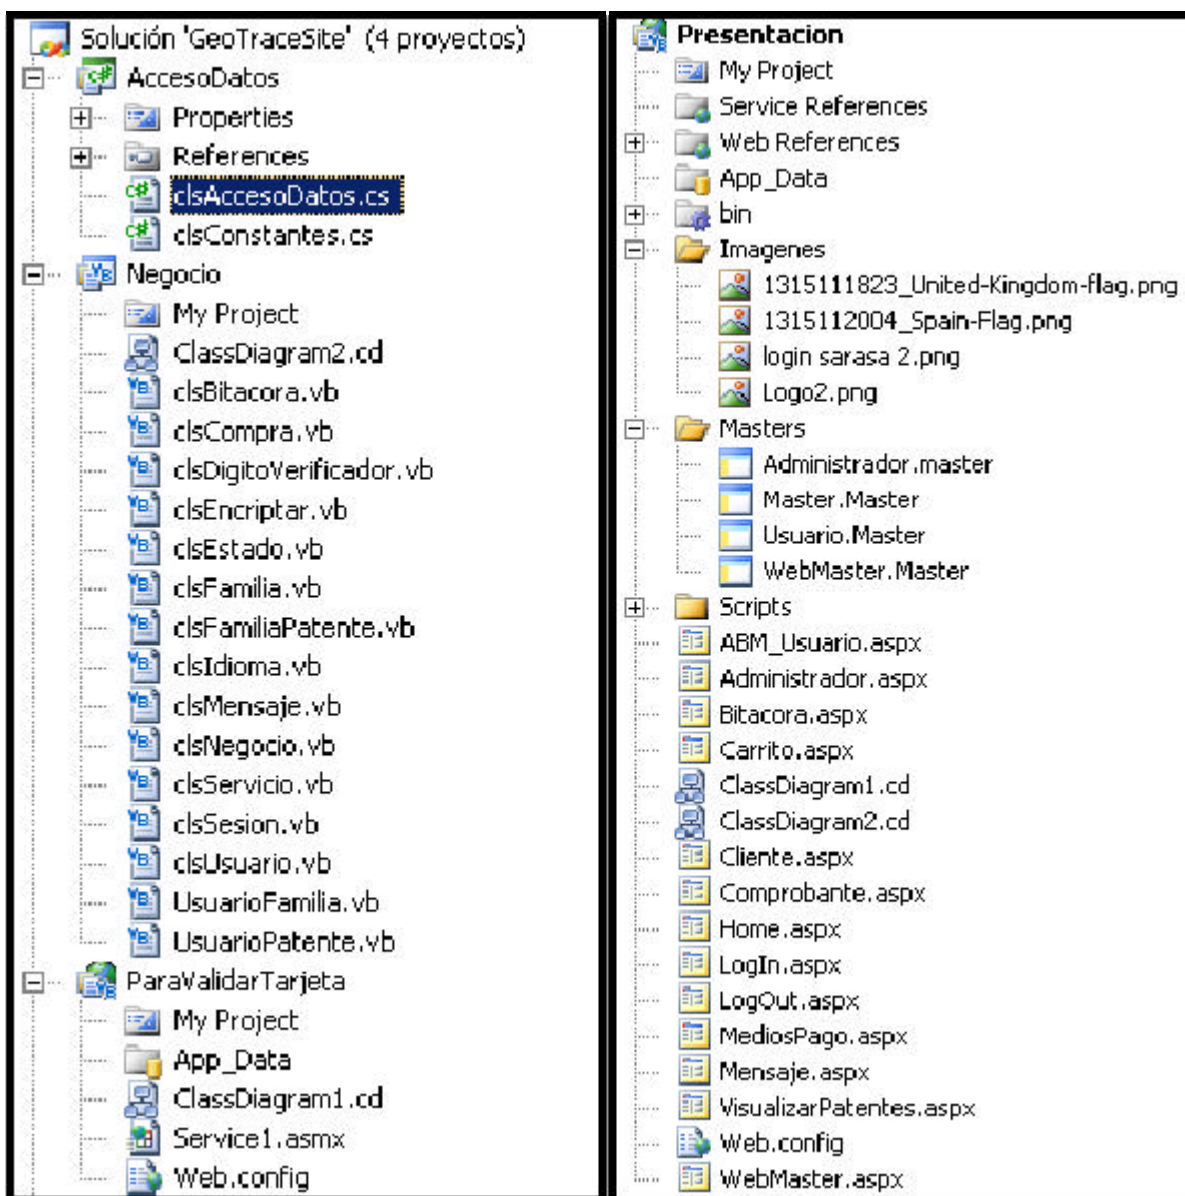 Solución 'GeoTraceSite' (4 proyectos)
AccesoDatos
Properties
References
clsAccesoDatos.cs
clsConstantes.cs
Negocio
My Project
ClassDiagram2.cd
clsBitacora.vb
clsCompra.vb
clsDigitoVerificador.vb
clsEncriptar.vb
clsEstado.vb
clsFamilia.vb
clsFamiliaPatente.vb
clsIdioma.vb
clsMensaje.vb
clsNegocio.vb
clsServicio.vb
clsSesion.vb
clsUsuario.vb
UsuarioFamilia.vb
UsuarioPatente.vb
ParaValidarTarjeta
My Project
App_Data
ClassDiagram1.cd
Service1.asmx
Web.config
Presentacion
My Project
Service References
Web References
App_Data
bin
Imagenes
1315111823_United-Kingdom-flag.png
1315112004_Spain-Flag.png
login sarasa 2.png
Logo2.png
Masters
Administrador.master
Master.Master
Usuario.Master
WebMaster.Master
Scripts
ABM_Usuario.aspx
Administrador.aspx
Bitacora.aspx
Carrito.aspx
ClassDiagram1.cd
ClassDiagram2.cd
Cliente.aspx
Comprobante.aspx
Home.aspx
LogIn.aspx
LogOut.aspx
MediosPago.aspx
Mensaje.aspx
VisualizarPatentes.aspx
Web.config
WebMaster.aspx